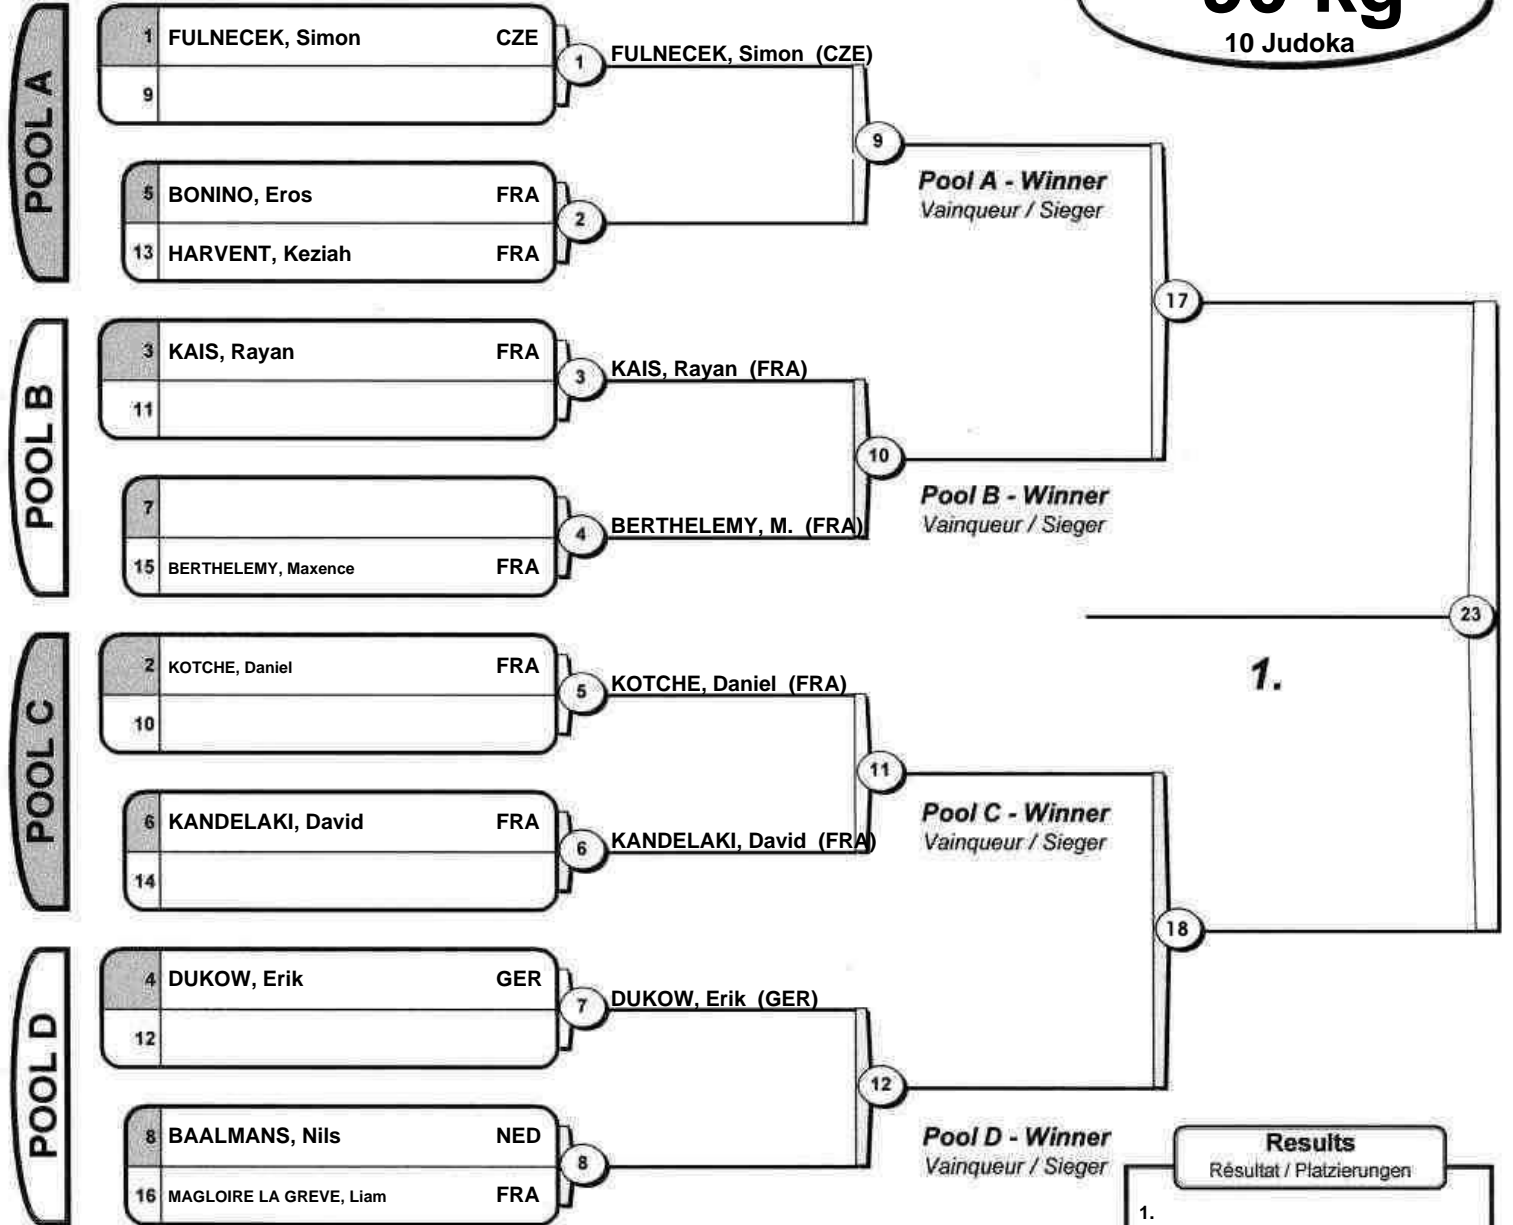 kg
10 Judoka
POOL A
1 FULNECEK, Simon CZE
9
1 FULNECEK, Simon (CZE)
5 BONINO, Eros FRA
13 HARVENT, Keziah FRA
2
9
Pool A - Winner
Vainqueur / Sieger
POOL B
3 KAIS, Rayan FRA
11
3 KAIS, Rayan (FRA)
7
15 BERTHELEMY, Maxence FRA
4 BERTHELEMY, M. (FRA)
10
Pool B - Winner
Vainqueur / Sieger
17
POOL C
2 KOTCHE, Daniel FRA
10
5 KOTCHE, Daniel (FRA)
6 KANDELAKI, David FRA
14
6 KANDELAKI, David (FRA)
11
Pool C - Winner
Vainqueur / Sieger
23
1.
POOL D
4 DUKOW, Erik GER
12
7 DUKOW, Erik (GER)
8 BAALMANS, Nils NED
16 MAGLOIRE LA GREVE, Liam FRA
8
12
Pool D - Winner
Vainqueur / Sieger
18
Results
Résultat / Platzierungen
1.